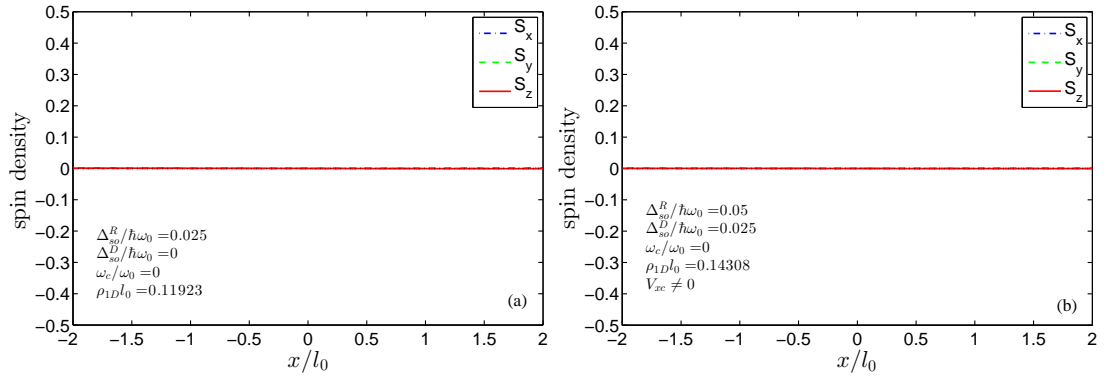 0.5
0.4
0.3
0.2
0.1
0
−0.1
−0.2
−0.3
−0.4
−0.5
spin density
S_x
S_y
S_z
Δ_so^R/ħω_0 =0.025
Δ_so^D/ħω_0 =0
ω_c/ω_0 =0
ρ_1D l_0 =0.11923
(a)
−2 −1.5 −1 −0.5 0 0.5 1 1.5 2
x/l_0
0.5
0.4
0.3
0.2
0.1
0
−0.1
−0.2
−0.3
−0.4
−0.5
spin density
S_x
S_y
S_z
Δ_so^R/ħω_0 =0.05
Δ_so^D/ħω_0 =0.025
ω_c/ω_0 =0
ρ_1D l_0 =0.14308
V_xc ≠ 0
(b)
−2 −1.5 −1 −0.5 0 0.5 1 1.5 2
x/l_0